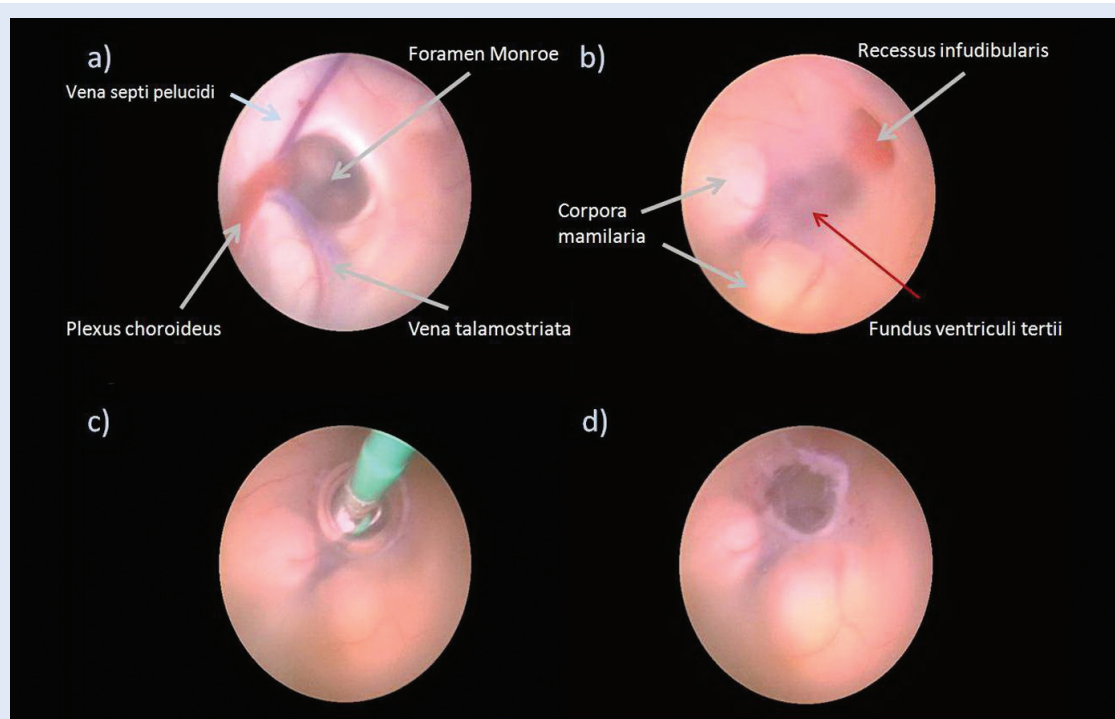 a)
Foramen Monroe
Vena septi pelucidi
Plexus choroideus
Vena talamostriata
b)
Recessus infudibularis
Corpora
mamilaria
Fundus ventriculi tertii
c)
d)